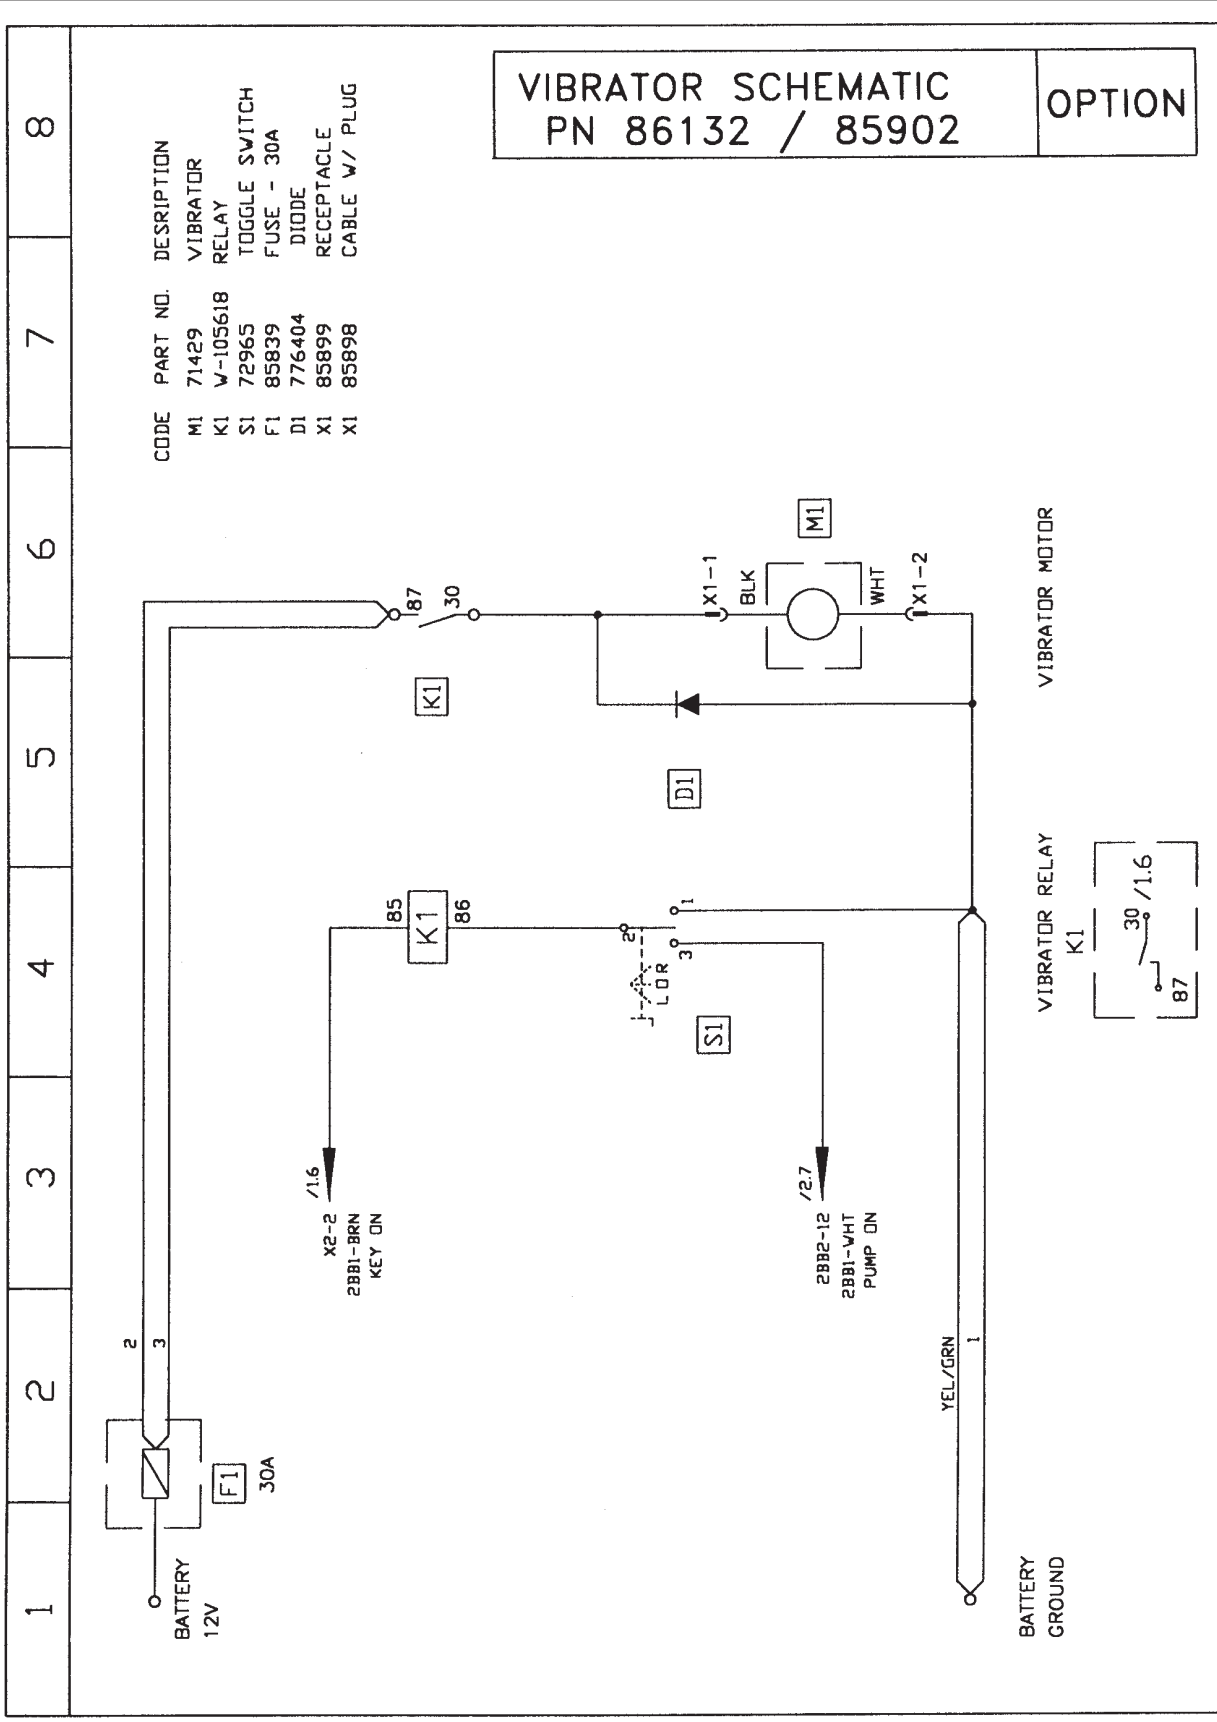 VIBRATOR SCHEMATIC
PN 86132 / 85902
OPTION
1 2 3 4 5 6 7 8
CODE PART NO. DESRIPTION
M1 71429 VIBRATOR
K1 W-105618 RELAY
S1 72965 TOGGLE SWITCH
F1 85839 FUSE - 30A
D1 776404 DIODE
X1 85899 RECEPTACLE
X1 85898 CABLE W/ PLUG
BATTERY
12V
F1
30A
2
3
87
30
K1
X1-1
BLK
M1
WHT
X1-2
D1
/1.6
X2-2
2BB1-BRN
KEY ON
85
K1
86
2
1
3
LOR
S1
/2.7
2BB2-12
2BB1-WHT
PUMP ON
YEL/GRN
1
BATTERY
GROUND
VIBRATOR RELAY
K1
30 /1.6
87
VIBRATOR MOTOR